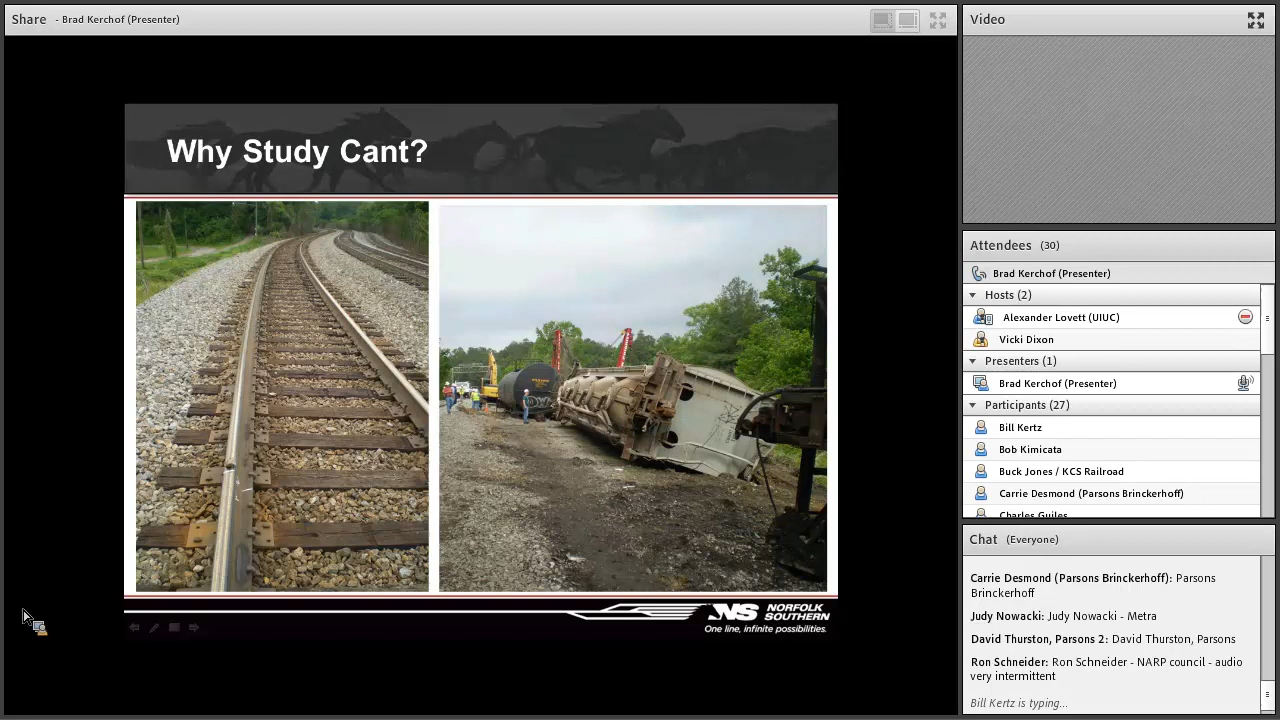 Share - Brad Kerchof (Presenter)
Why Study Cant?
NS NORFOLK
SOUTHERN
One line, infinite possibilities.
Video
Attendees (30)
Brad Kerchof (Presenter)
Hosts (2)
Alexander Lovett (UIUC)
Vicki Dixon
Presenters (1)
Brad Kerchof (Presenter)
Participants (27)
Bill Kertz
Bob Kimicata
Buck Jones / KCS Railroad
Carrie Desmond (Parsons Brinckerhoff)
Charles Guiles
Chat (Everyone)
Carrie Desmond (Parsons Brinckerhoff): Parsons
Brinckerhoff
Judy Nowacki: Judy Nowacki - Metra
David Thurston, Parsons 2: David Thurston, Parsons
Ron Schneider: Ron Schneider - NARP council - audio
very intermittent
Bill Kertz is typing...